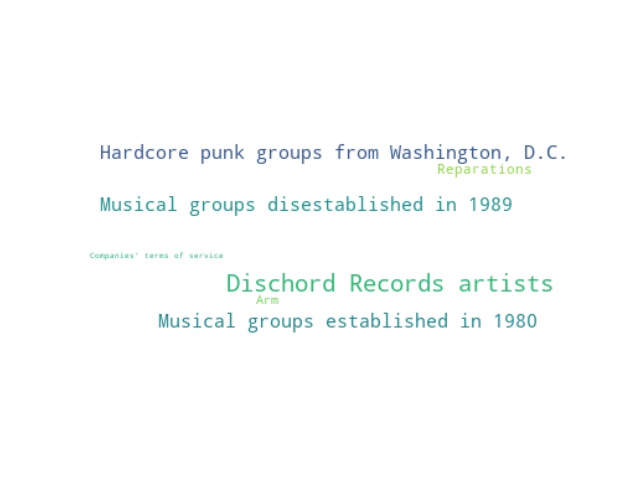 Hardcore punk groups from Washington, D.C.
Reparations
Musical groups disestablished in 1989
Companies' terms of service
Dischord Records artists
Arm
Musical groups established in 1980